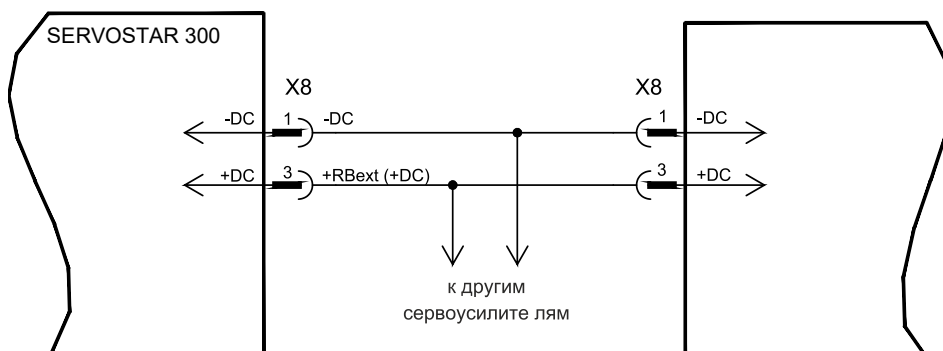 SERVOSTAR 300
X8
X8
-DC
1
-DC
1
-DC
+DC
3
+RBext (+DC)
3
+DC
к другим
сервоусилите лям